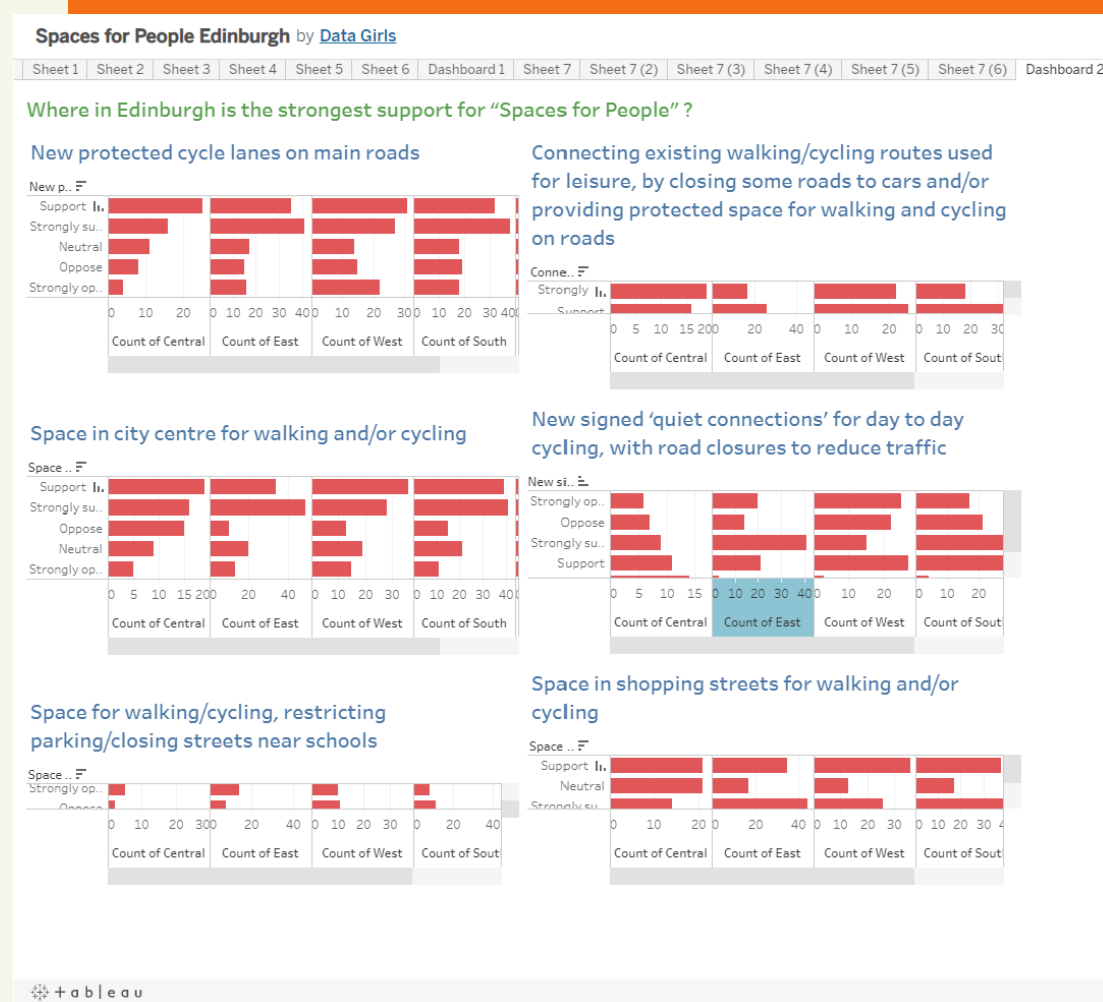 Spaces for People Edinburgh by Data Girls
Sheet 1 Sheet 2 Sheet 3 Sheet 4 Sheet 5 Sheet 6 Dashboard 1 Sheet 7 Sheet 7 (2) Sheet 7 (3) Sheet 7 (4) Sheet 7 (5) Sheet 7 (6) Dashboard 2
Where in Edinburgh is the strongest support for “Spaces for People” ?
New protected cycle lanes on main roads
New p..
Support
Strongly su..
Neutral
Oppose
Strongly op..
0 10 20 0 10 20 30 40 0 10 20 30 0 10 20 30 40
Count of Central Count of East Count of West Count of South
Connecting existing walking/cycling routes used
for leisure, by closing some roads to cars and/or
providing protected space for walking and cycling
on roads
Conne..
Strongly
Support
0 5 10 15 20 0 20 40 0 10 20 0 10 20 30
Count of Central Count of East Count of West Count of Sout
Space in city centre for walking and/or cycling
Space ..
Support
Strongly su..
Oppose
Neutral
Strongly op..
0 5 10 15 20 0 20 40 0 10 20 30 0 10 20 30 40
Count of Central Count of East Count of West Count of South
New signed ‘quiet connections’ for day to day
cycling, with road closures to reduce traffic
New si..
Strongly op..
Oppose
Strongly su..
Support
0 5 10 15 0 10 20 30 40 0 10 20 0 10 20
Count of Central Count of East Count of West Count of Sout
Space for walking/cycling, restricting
parking/closing streets near schools
Space ..
Strongly op..
Oppose
0 10 20 30 0 20 40 0 10 20 30 0 20 40
Count of Central Count of East Count of West Count of Sout
Space in shopping streets for walking and/or
cycling
Space ..
Support
Neutral
Strongly su..
0 10 20 0 20 40 0 10 20 30 0 10 20 30
Count of Central Count of East Count of West Count of Sout
+ableau